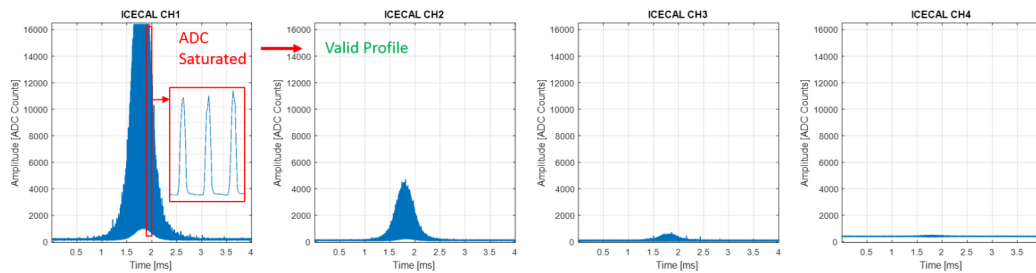 ICECAL CH1
ICECAL CH2
ICECAL CH3
ICECAL CH4
ADC
Saturated
Valid Profile
Amplitude [ADC Counts]
16000
14000
12000
10000
8000
6000
4000
2000
0
0.5 1 1.5 2 2.5 3 3.5 4
Time [ms]
Amplitude [ADC Counts]
16000
14000
12000
10000
8000
6000
4000
2000
0
0.5 1 1.5 2 2.5 3 3.5 4
Time [ms]
Amplitude [ADC Counts]
16000
14000
12000
10000
8000
6000
4000
2000
0
0.5 1 1.5 2 2.5 3 3.5 4
Time [ms]
Amplitude [ADC Counts]
16000
14000
12000
10000
8000
6000
4000
2000
0
0.5 1 1.5 2 2.5 3 3.5
Time [ms]